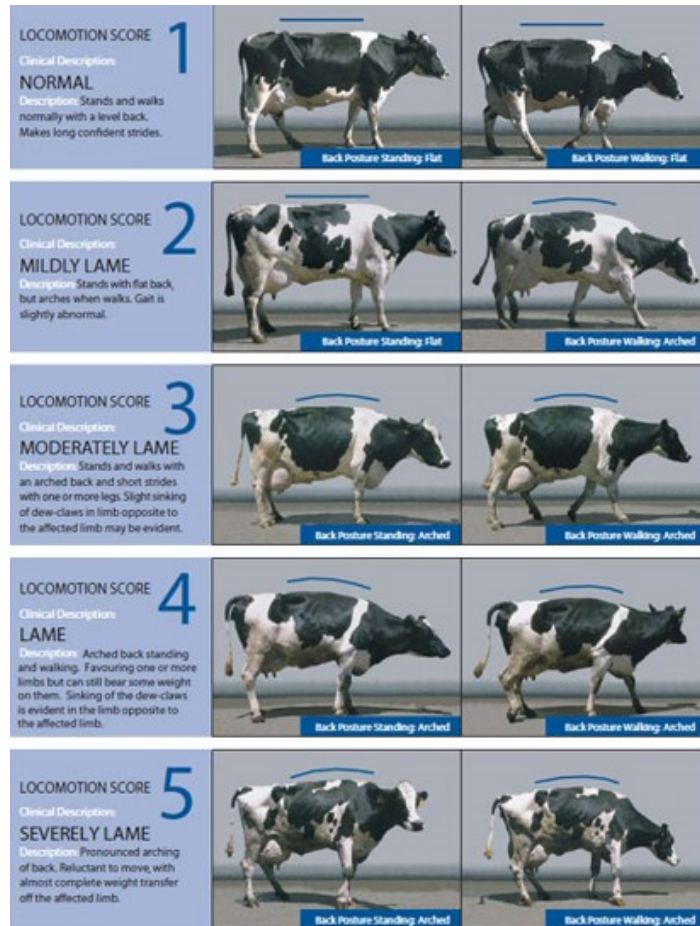 LOCOMOTION SCORE 1
Clinical Description:
NORMAL
Description: Stands and walks
normally with a level back.
Makes long confident strides.
Back Posture Standing: Flat
Back Posture Walking: Flat
LOCOMOTION SCORE 2
Clinical Description:
MILDLY LAME
Description: Stands with flat back,
but arches when walks. Gait is
slightly abnormal.
Back Posture Standing: Flat
Back Posture Walking: Arched
LOCOMOTION SCORE 3
Clinical Description:
MODERATELY LAME
Description: Stands and walks with
an arched back and short strides
with one or more legs. Slight sinking
of dew-claws in limb opposite to
the affected limb may be evident.
Back Posture Standing: Arched
Back Posture Walking: Arched
LOCOMOTION SCORE 4
Clinical Description:
LAME
Description: Arched back standing
and walking. Favouring one or more
limbs but can still bear some weight
on them. Sinking of the dew-claws
is evident in the limb opposite to
the affected limb.
Back Posture Standing: Arched
Back Posture Walking: Arched
LOCOMOTION SCORE 5
Clinical Description:
SEVERELY LAME
Description: Pronounced arching
of back. Reluctant to move, with
almost complete weight transfer
off the affected limb.
Back Posture Standing: Arched
Back Posture Walking: Arched